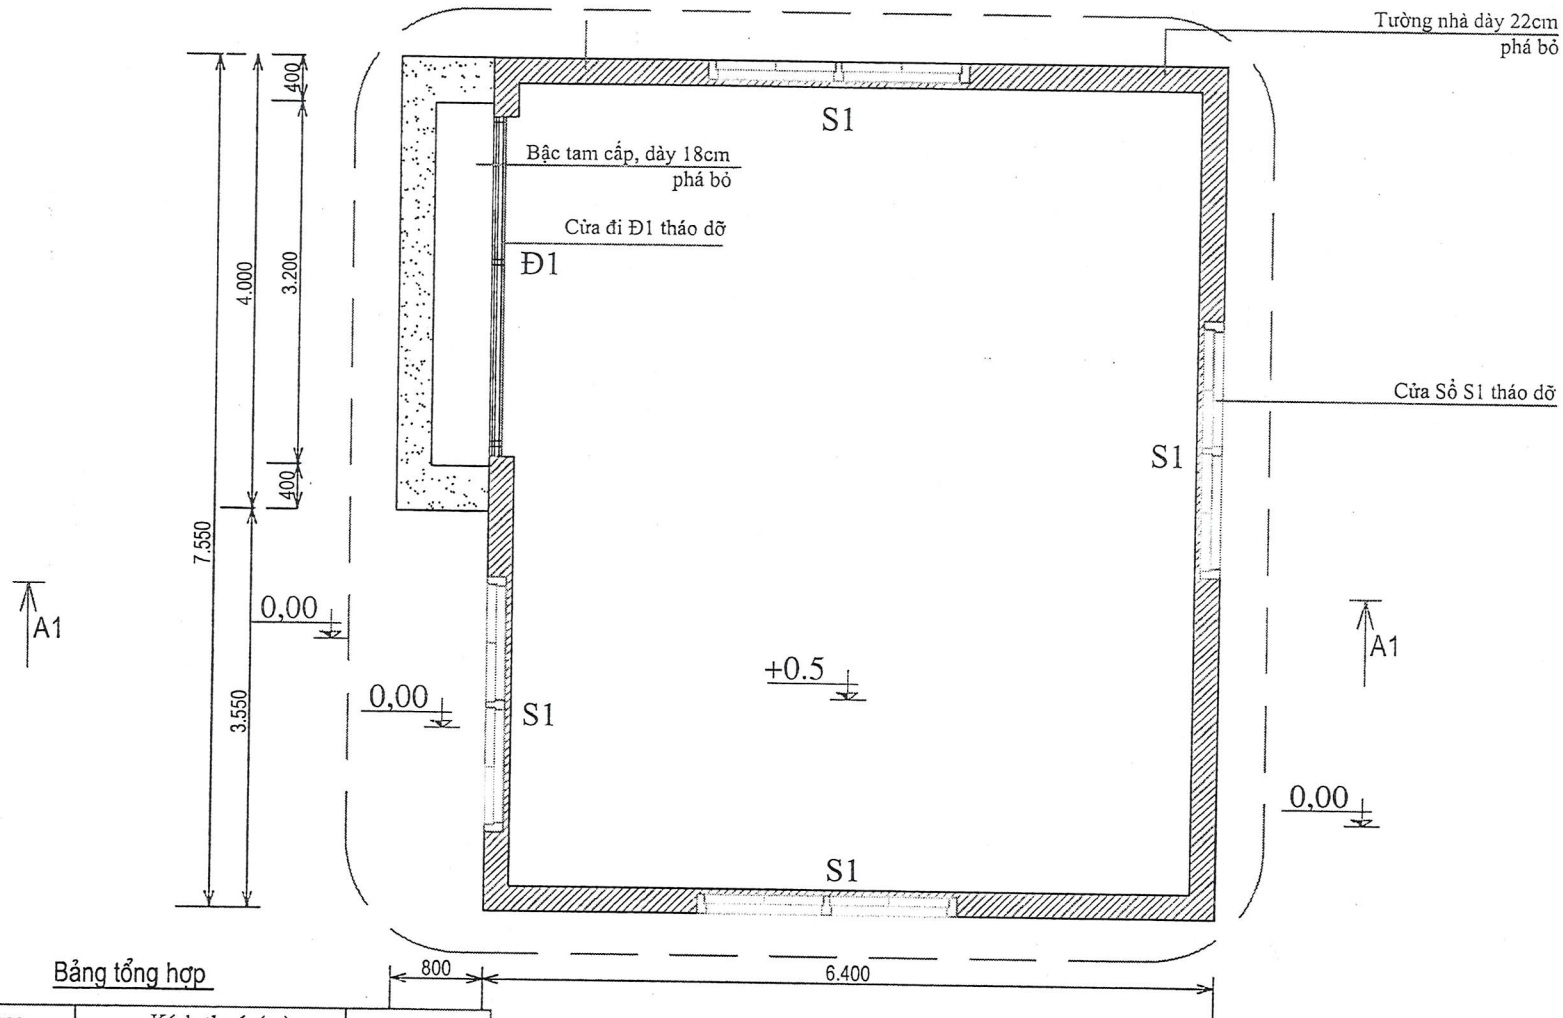 Tường nhà dày 22cm
phá bỏ
400
S1
Bậc tam cấp, dày 18cm
phá bỏ
Cửa đi Đ1 tháo dỡ
Đ1
4.000
3.200
Cửa Sổ S1 tháo dỡ
S1
400
7.550
0,00
A1
A1
+0.5
0,00
3.550
S1
0,00
S1
Bảng tổng hợp
800
6.400